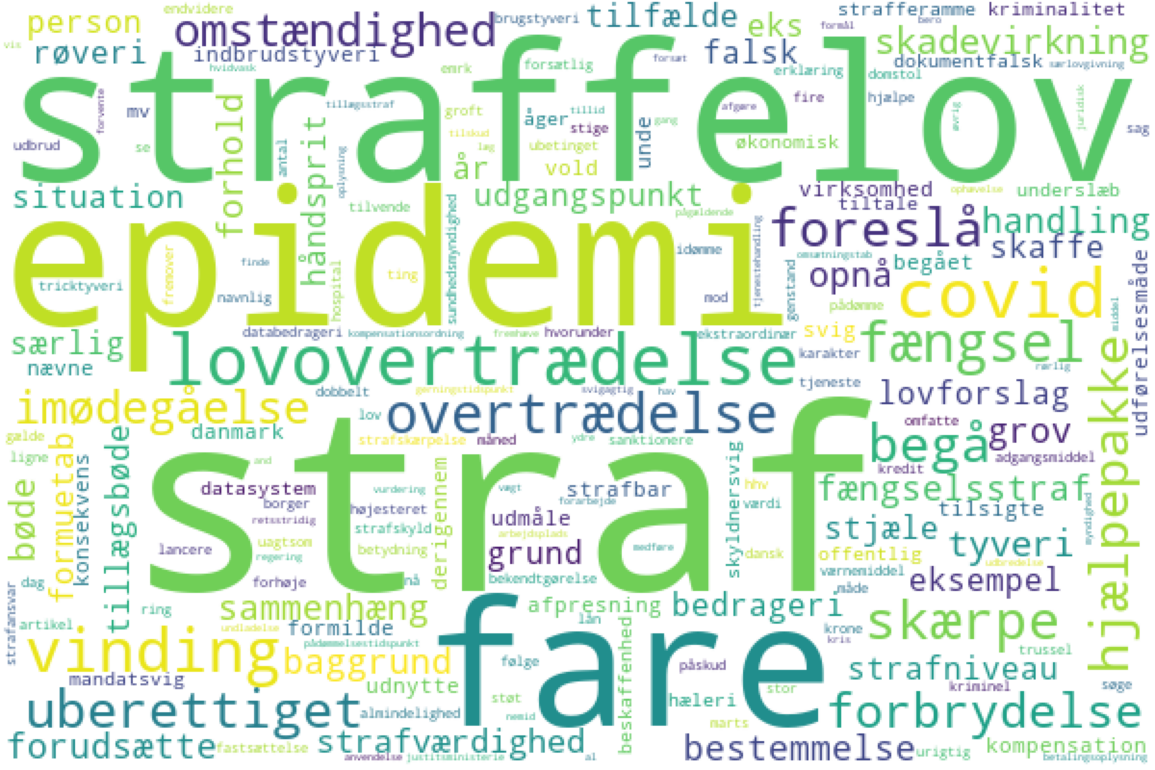 endvidere
brugstyveri
tilfælde
strafferamme
kriminalitet
formål
bero
person
omstændighed
eks
vis
røveri
indbrudstyveri
falsk
skadevirkning
hvidvask
emrk
forsætlig
forsæt
dokumentfalsk
særlovgivning
erklæring
domstol
straffelov
forvente
mv
tillægsstraf
groft
tillid
afgøre
fire
hjælpe
åger
stige
gang
unde
øvrig
juridisk
sag
udbrud
se
forhold
antal
håndsprit
oplysning
tilskud
læg
ubetinget
økonomisk
år
vold
situation
udgangspunkt
virksomhed
ophøvelse
underslæb
tilvende
sundhedsmyndighed
pågældende
tiltale
epidemi
foreslå
handling
fremover
finde
hospital
ting
idømme
tjenestehandling
omsætningstab
skaffe
genstand
opnå
begået
tricktyveri
navnlig
mod
pådømme
covid
middel
udførelsesmåde
særlig
databedrageri
kompensationsordning
fremhæve
hvorunder
ekstraordinær
svig
fængsel
nævne
lovovertrædelse
karakter
rørlig
hjælpepakke
dobbelt
gerningstidspunkt
svigagtig
hav
tjeneste
lovforslag
imødegåelse
lov
overtrædelse
omfatte
grov
gælde
danmark
strafskærpelse
måned
ydre
sanktionere
begå
adgangsmiddel
ligne
formuetab
konsekvens
tillægsbøde
and
straf
skyldnersvig
kredit
bøde
datasystem
vurdering
derigennem
vægt
strafbar
hhv
værdi
fængselsstraf
borger
højesteret
forarbejde
tilsigte
retsstridig
strafskyld
udmåle
stjæle
myndighed
uagtsom
arbejdsplads
tyveri
lancere
regering
betydning
grund
medføre
dansk
offentlig
udbredelse
strafansvar
dag
forhøje
nå
bekendtgørelse
værnemiddel
måde
eksempel
ring
sammenhæng
afpresning
bedrageri
artikel
undladelse
formilde
lån
krone
skærpe
pådømmelsestidspunkt
fare
kris
trussel
vinding
baggrund
følge
beskaffenhed
påskud
strafniveau
mandatsvig
udnytte
støt
hæleri
stor
kriminel
søge
uberettiget
almindelighed
nemid
marts
forbrydelse
forudsætte
fastsættelse
strafværdighed
bestemmelse
urigtig
kompensation
anvendelse
justitsministerie
al
betalingsoplysning